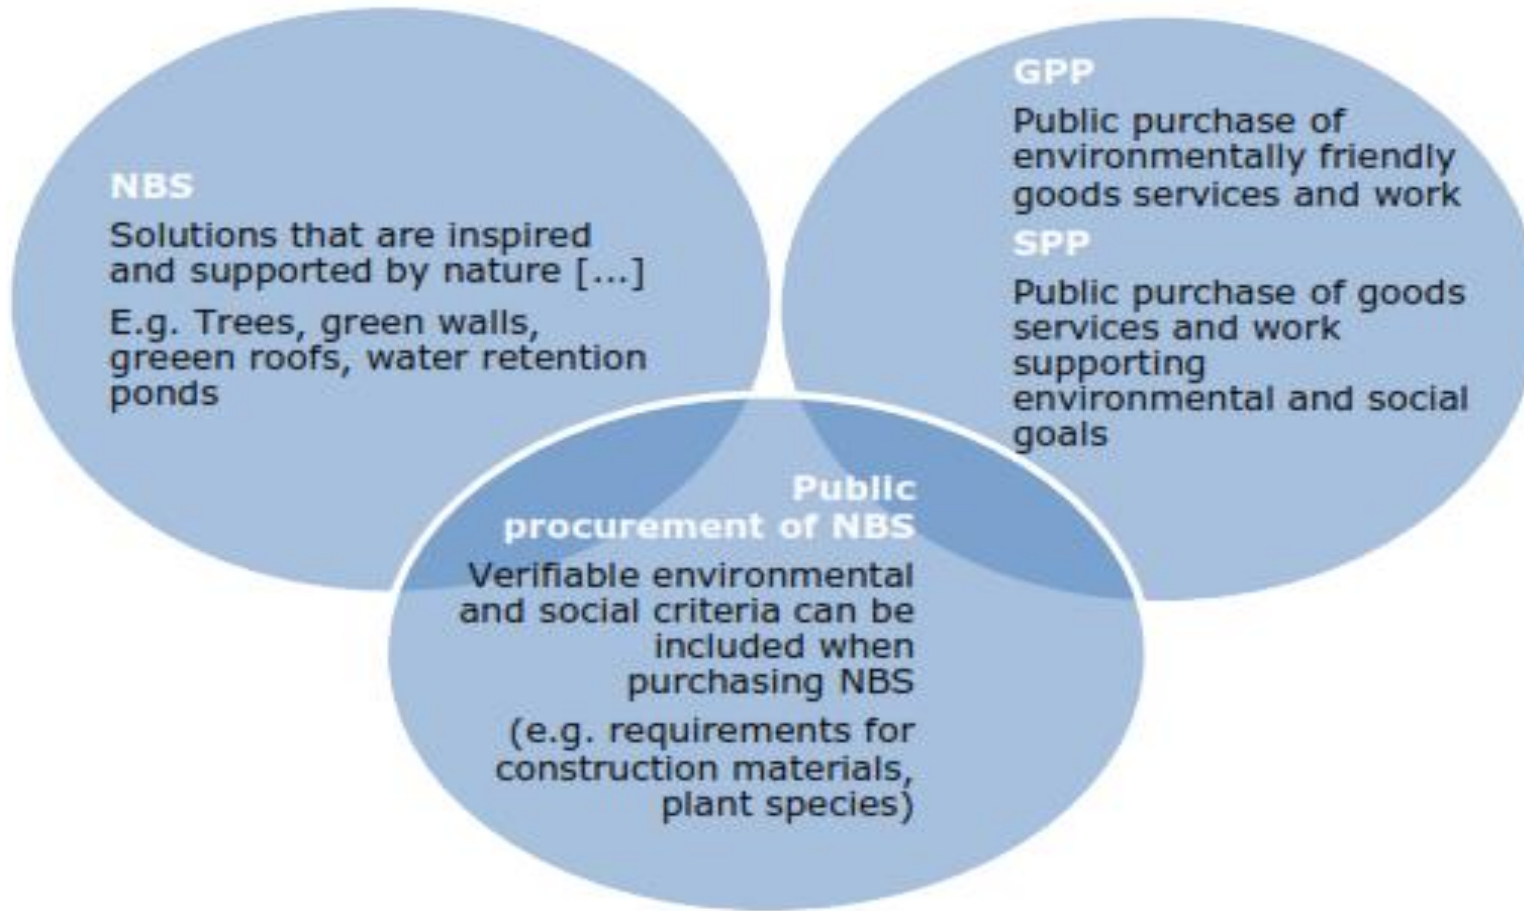 NBS
Solutions that are inspired
and supported by nature [...]
E.g. Trees, green walls,
greeen roofs, water retention
ponds
GPP
Public purchase of
environmentally friendly
goods services and work
SPP
Public purchase of goods
services and work
supporting
environmental and social
goals
Public
procurement of NBS
Verifiable environmental
and social criteria can be
included when
purchasing NBS
(e.g. requirements for
construction materials,
plant species)